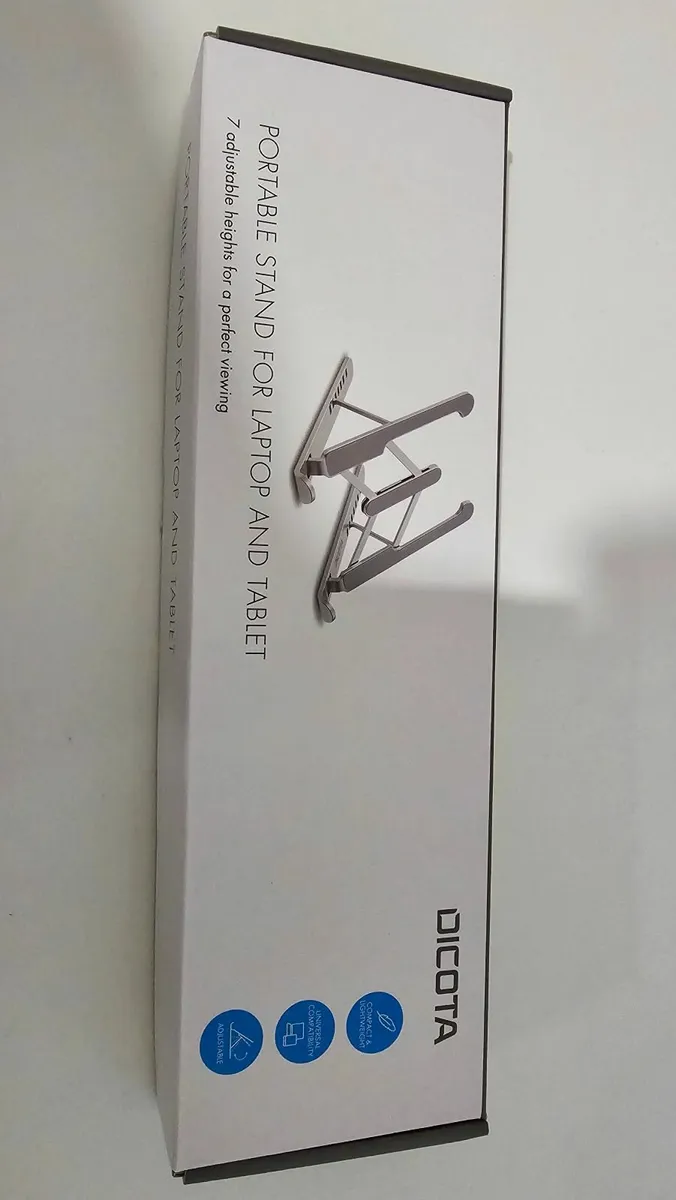 DICOTA
PORTABLE STAND FOR LAPTOP AND TABLET
7 adjustable heights for a perfect viewing
COMPACT &
LIGHTWEIGHT
UNIVERSAL
COMPATIBILITY
ADJUSTABLE
PORTABLE STAND FOR LAPTOP AND TABLET